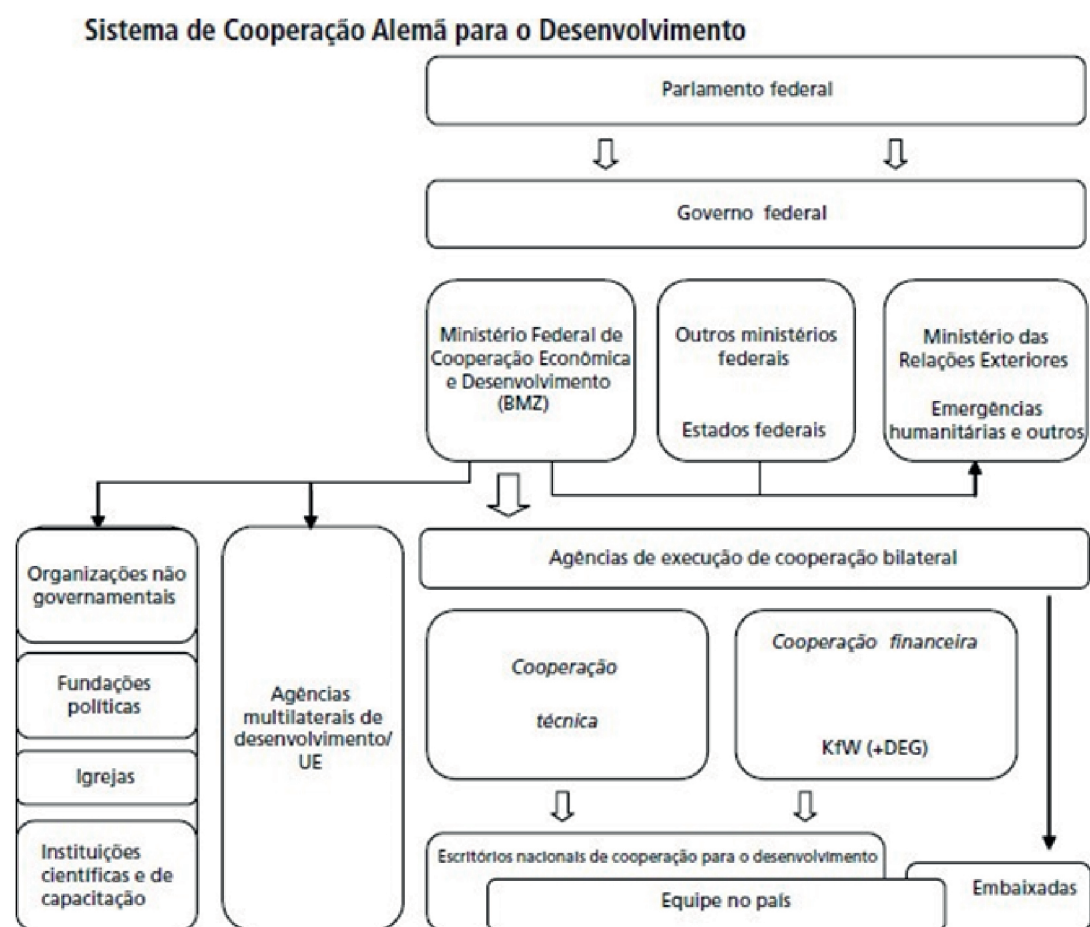 Sistema de Cooperação Alemã para o Desenvolvimento
Parlamento federal
Governo federal
Ministério Federal de
Cooperação Econômica
e Desenvolvimento
(BMZ)
Outros ministérios
federais
Estados federais
Ministério das
Relações Exteriores
Emergências
humanitárias e outros
Organizações não
governamentais
Fundações
políticas
Igrejas
Instituições
científicas e de
capacitação
Agências
multilaterais de
desenvolvimento/
UE
Agências de execução de cooperação bilateral
Cooperação
técnica
Cooperação financeira
KfW (+DEG)
Escritórios nacionais de cooperação para o desenvolvimento
Equipe no país
Embaixadas